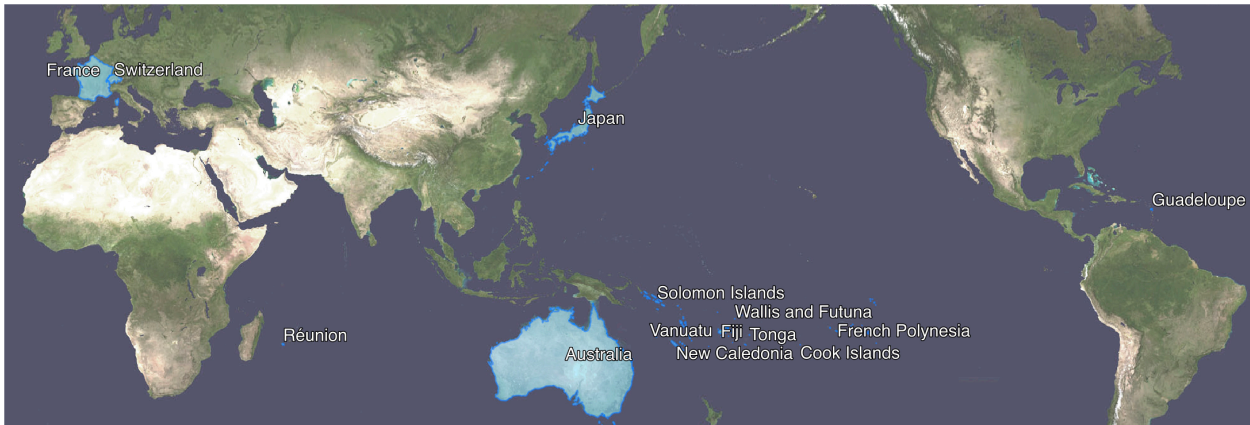 France
Switzerland
Japan
Guadeloupe
Solomon Islands
Wallis and Futuna
Vanuatu
Fiji
Tonga
French Polynesia
Réunion
Australia
New Caledonia
Cook Islands